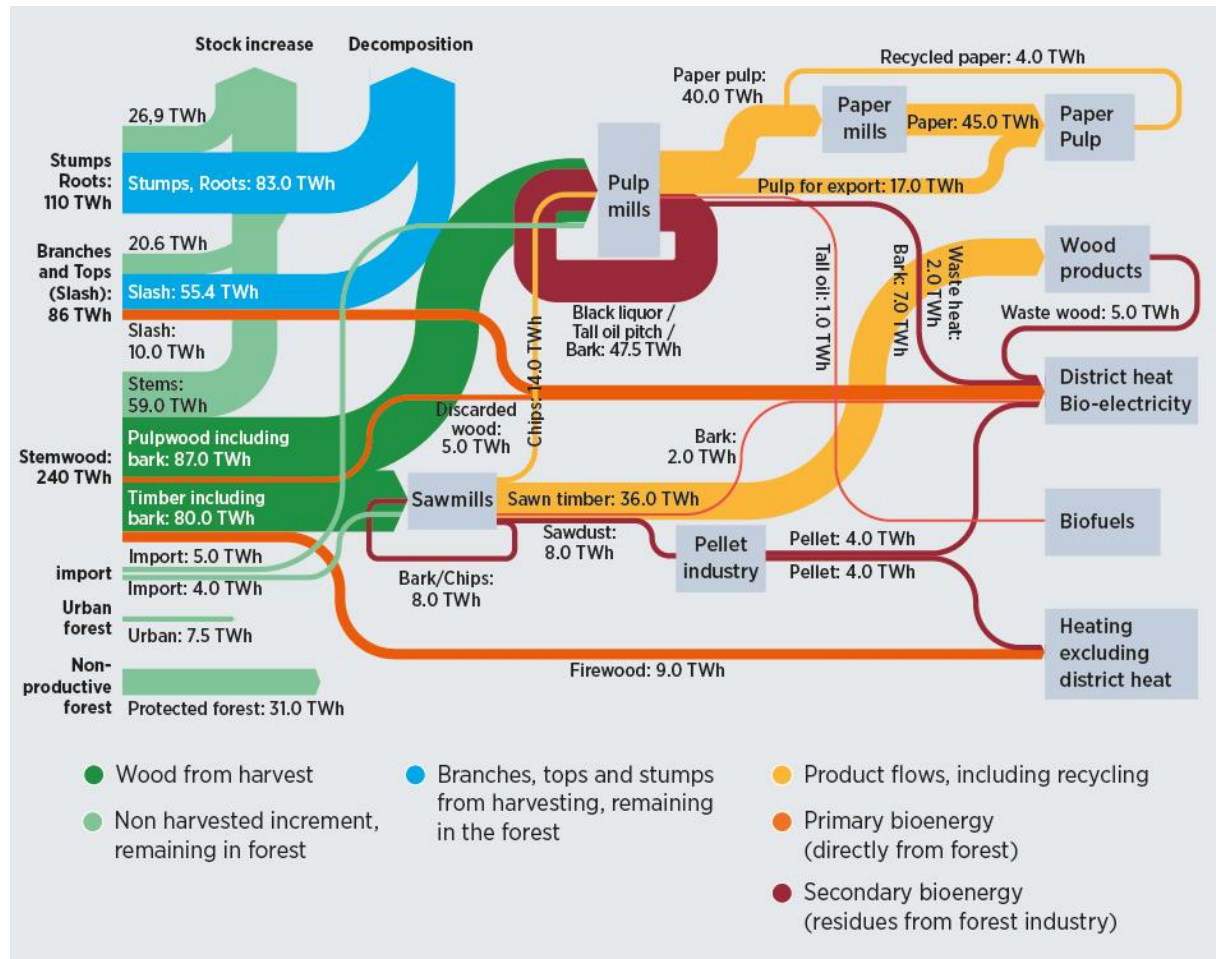 Stock increase
Decomposition
26,9 TWh
Stumps
Roots:
110 TWh
Stumps, Roots: 83.0 TWh
20.6 TWh
Branches
and Tops
(Slash):
86 TWh
Slash: 55.4 TWh
Slash:
10.0 TWh
Stems:
59.0 TWh
Stemwood:
240 TWh
Pulpwood including
bark: 87.0 TWh
Timber including
bark: 80.0 TWh
import
Import: 5.0 TWh
Import: 4.0 TWh
Urban
forest
Urban: 7.5 TWh
Non-
productive
forest
Protected forest: 31.0 TWh
Recycled paper: 4.0 TWh
Paper pulp:
40.0 TWh
Paper
mills
Paper: 45.0 TWh
Paper
Pulp
Pulp
mills
Pulp for export: 17.0 TWh
Black liquor /
Tall oil pitch /
Bark: 47.5 TWh
Chips: 14.0 TWh
Tall oil: 1.0 TWh
Bark: 7.0 TWh
Waste heat:
2.0 TWh
Wood
products
Waste wood: 5.0 TWh
District heat
Bio-electricity
Discarded
wood:
5.0 TWh
Bark:
2.0 TWh
Sawmills
Sawn timber: 36.0 TWh
Sawdust:
8.0 TWh
Bark/Chips:
8.0 TWh
Pellet
industry
Pellet: 4.0 TWh
Pellet: 4.0 TWh
Biofuels
Firewood: 9.0 TWh
Heating
excluding
district heat
Wood from harvest
Non harvested increment,
remaining in forest
Branches, tops and stumps
from harvesting, remaining
in the forest
Product flows, including recycling
Primary bioenergy
(directly from forest)
Secondary bioenergy
(residues from forest industry)